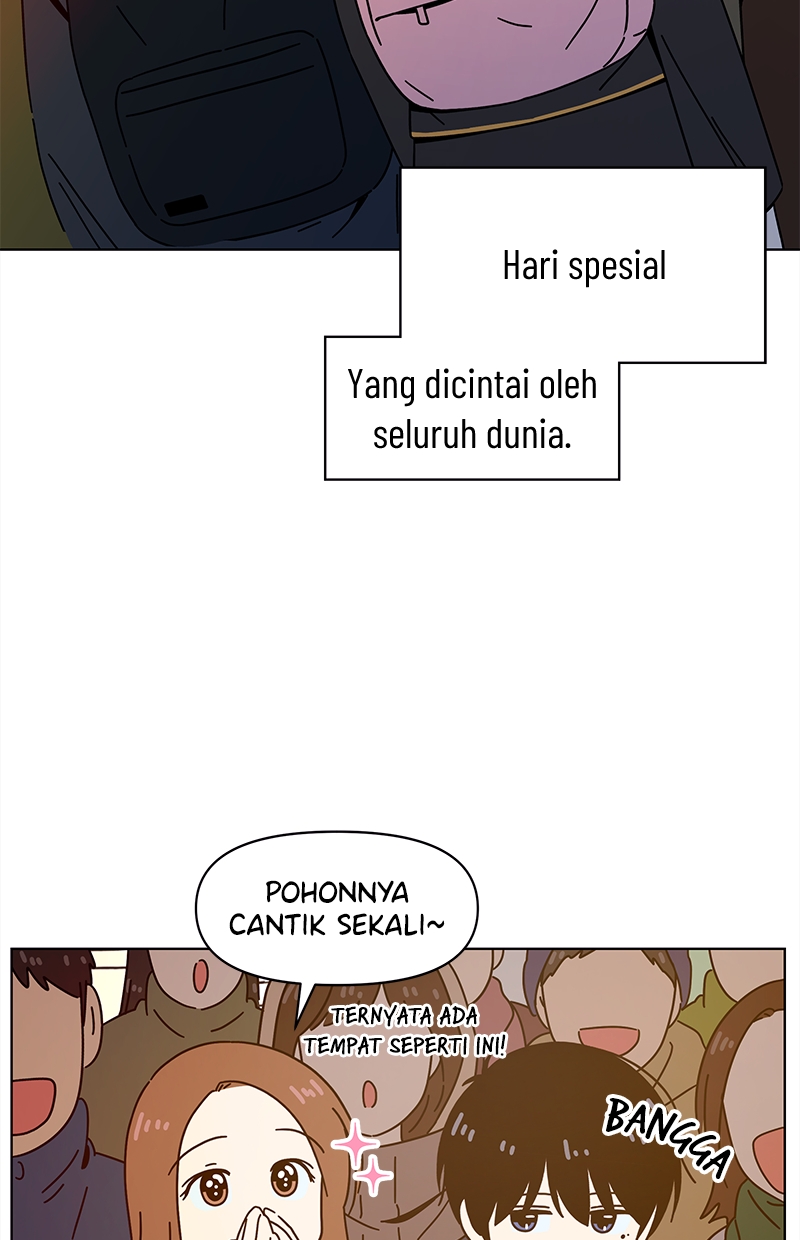 Hari spesial
Yang dicintai oleh
seluruh dunia.
POHONNYA
CANTIK SEKALI~
TERNYATA ADA
TEMPAT SEPERTI INI!
BANGGA